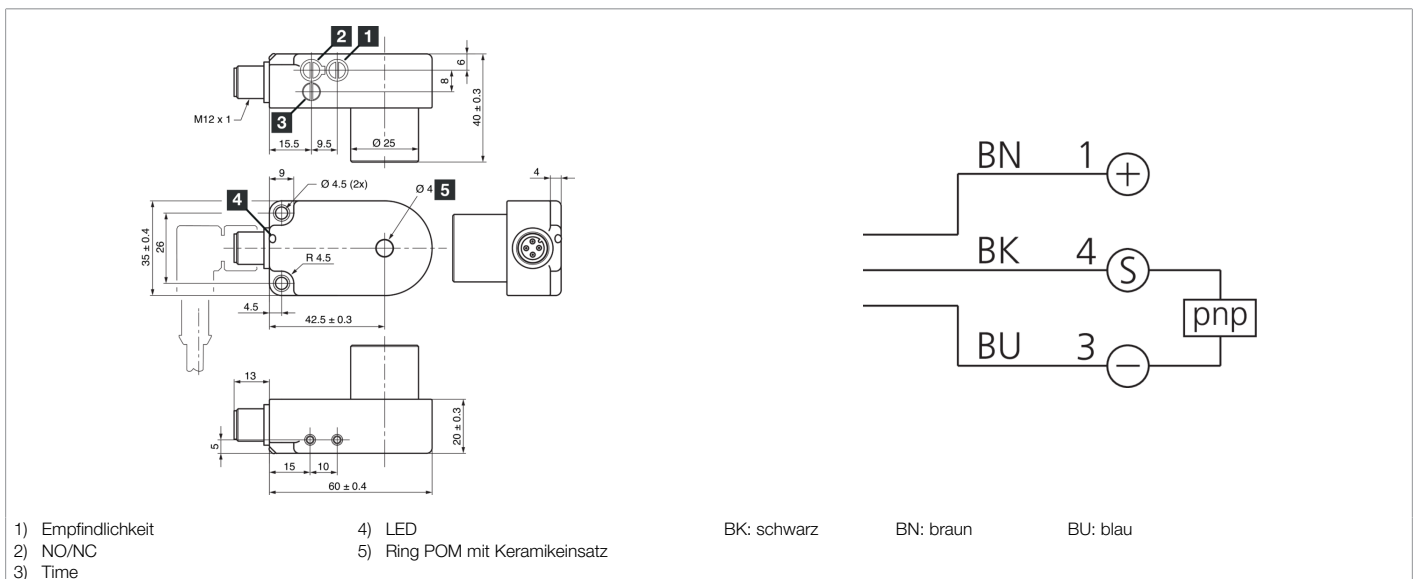 2 1
6
8
40 ± 0.3
M12 x 1
3
15.5 9.5 Ø 25
9
Ø 4.5 (2x)
Ø 4 5
4
4
35 ± 0.4
26
R 4.5
4.5
42.5 ± 0.3
13
5
20 ± 0.3
15 10
60 ± 0.4
BN 1 +
BK 4 S
pnp
BU 3 −
1) Empfindlichkeit
2) NO/NC
3) Time
4) LED
5) Ring POM mit Keramikeinsatz
BK: schwarz BN: braun BU: blau